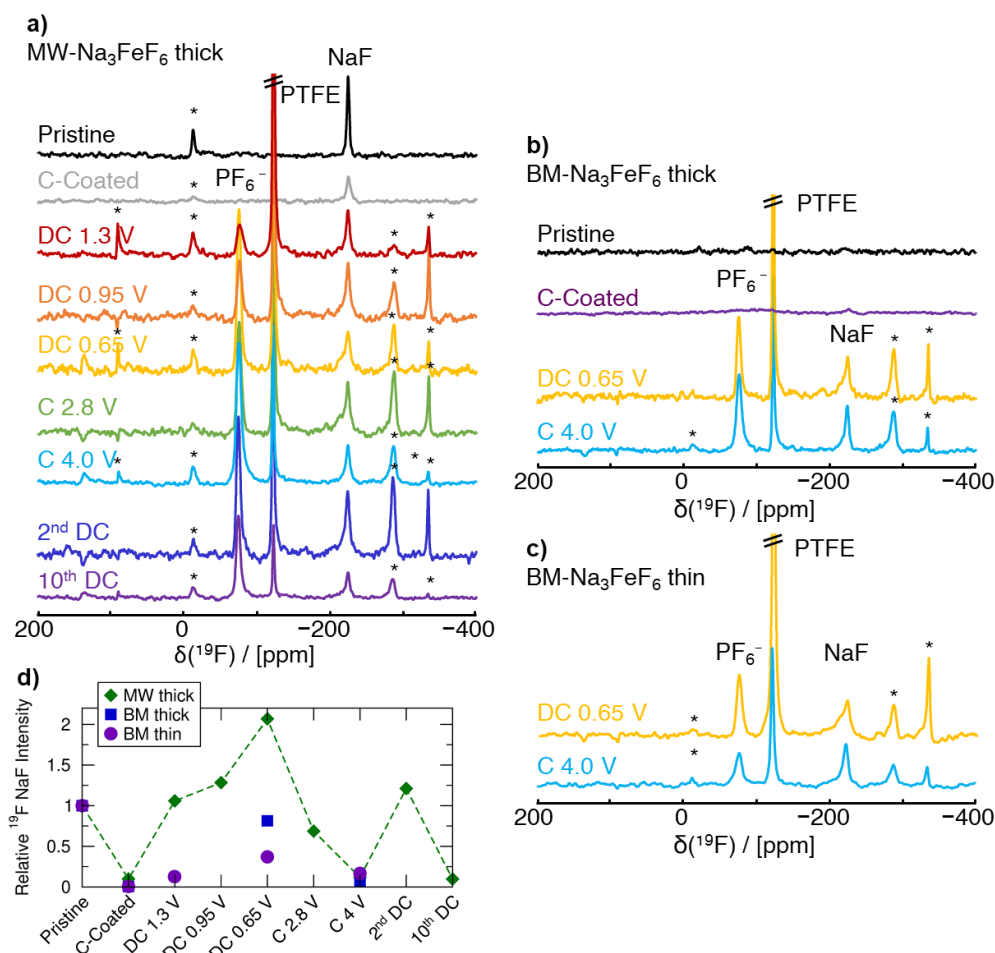 a)
MW-Na₃FeF₆ thick
NaF
PTFE
*
Pristine
C-Coated
*
PF₆⁻
* * *
DC 1.3 V
*
DC 0.95 V
* *
DC 0.65 V
* * * *
C 2.8 V
*
C 4.0 V
* * * * *
2nd DC
*
10th DC
* * *
200 0 −200 −400
δ(¹⁹F) / [ppm]
b)
BM-Na₃FeF₆ thick
PTFE
Pristine
PF₆⁻
C-Coated
NaF
* *
DC 0.65 V
* * *
C 4.0 V
200 0 −200 −400
δ(¹⁹F) / [ppm]
c)
BM-Na₃FeF₆ thin
PTFE
PF₆⁻
NaF
*
DC 0.65 V
* *
C 4.0 V
*
200 0 −200 −400
δ(¹⁹F) / [ppm]
d)
MW thick
BM thick
BM thin
Relative ¹⁹F NaF Intensity
2
1.5
1
0.5
0
Pristine
C-Coated
DC 1.3 V
DC 0.95 V
DC 0.65 V
C 2.8 V
C 4 V
2nd DC
10th DC